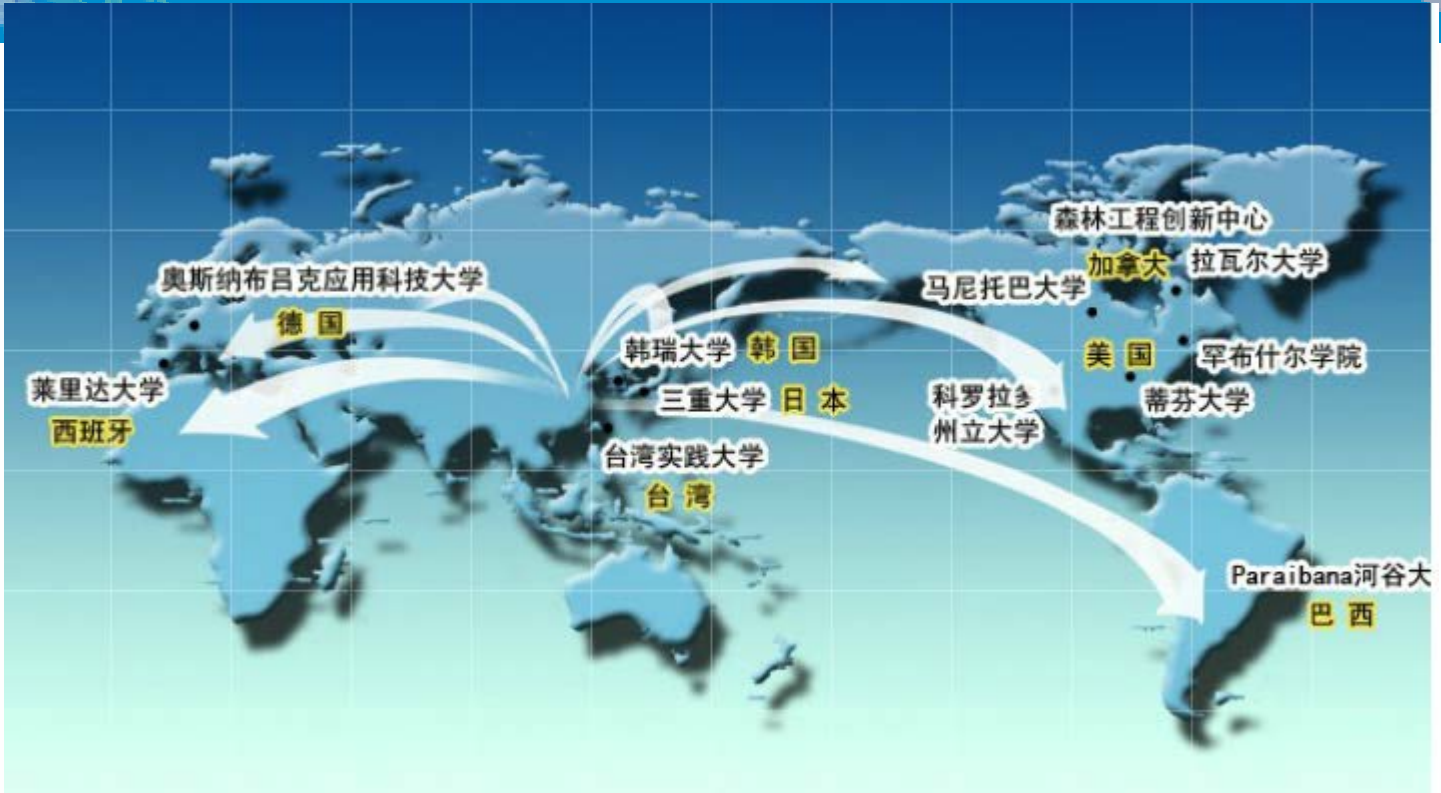 森林工程创新中心
加拿大
拉瓦尔大学
奥斯纳布吕克应用科技大学
马尼托巴大学
德国
韩瑞大学
韩国
美国
罕布什尔学院
莱里达大学
三重大学
日本
科罗拉多
州立大学
蒂芬大学
西班牙
台湾实践大学
台湾
Paraibana河谷大
巴西